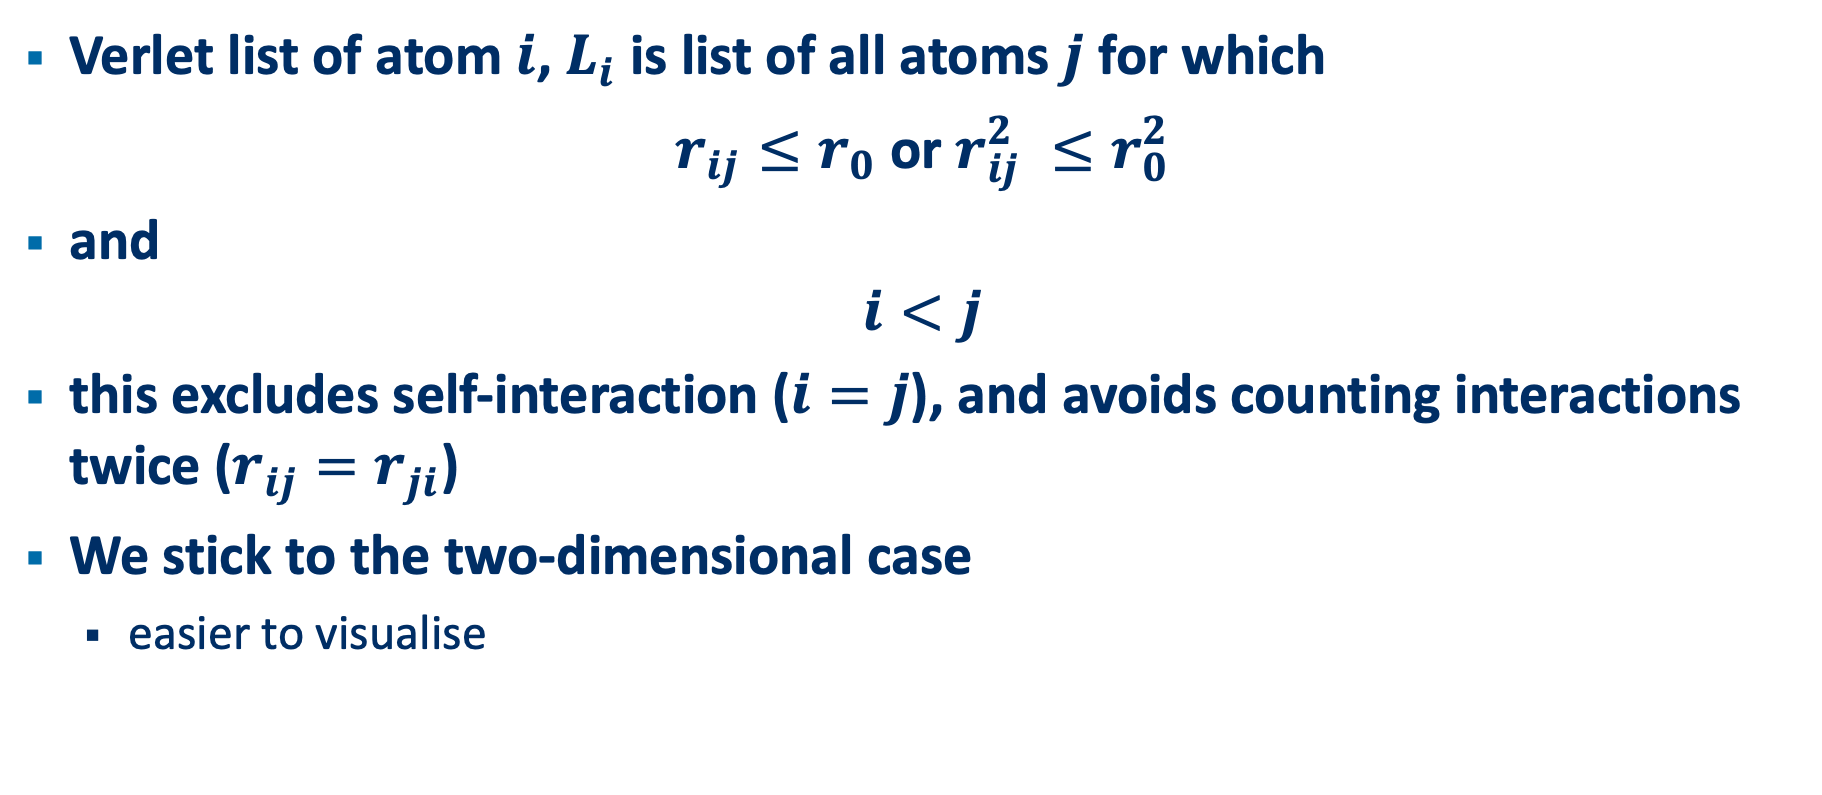 ▪ Verlet list of atom i, L_i is list of all atoms j for which
r_ij ≤ r_0 or r_ij^2 ≤ r_0^2
▪ and
i < j
▪ this excludes self-interaction (i = j), and avoids counting interactions
twice (r_ij = r_ji)
▪ We stick to the two-dimensional case
▪ easier to visualise